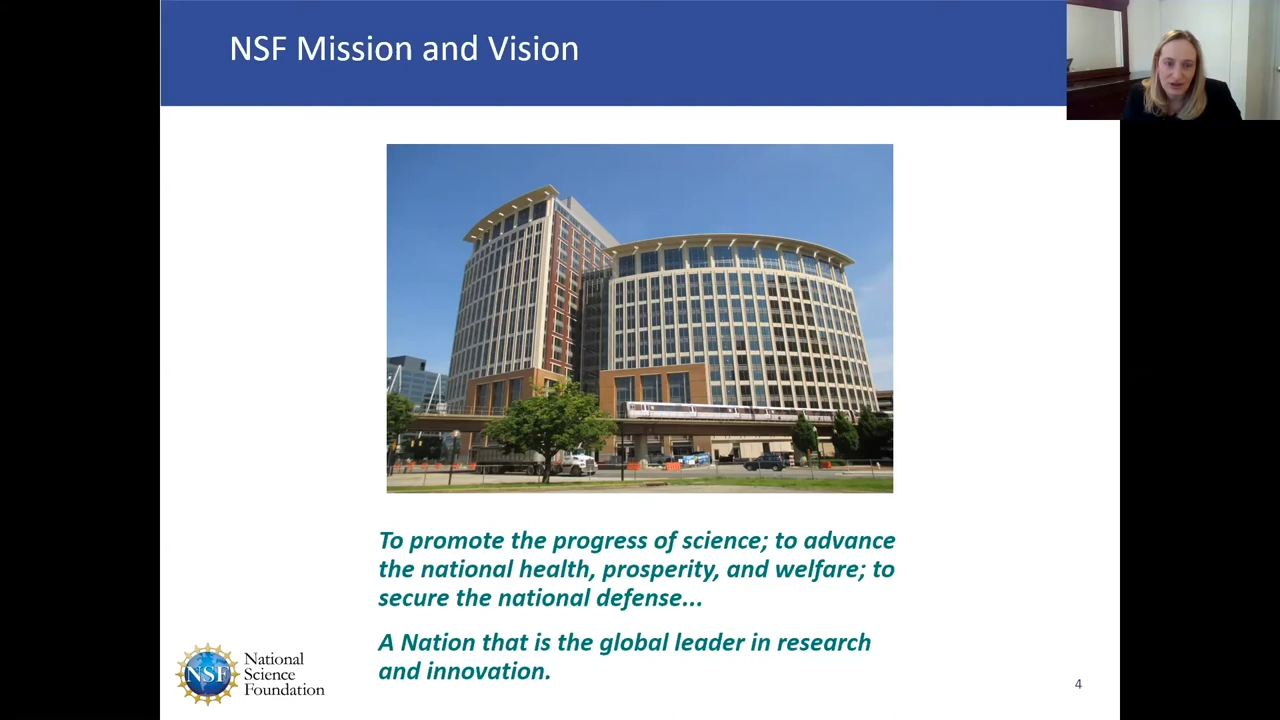 NSF Mission and Vision
To promote the progress of science; to advance
the national health, prosperity, and welfare; to
secure the national defense...
A Nation that is the global leader in research
and innovation.
NSF
National
Science
Foundation
4